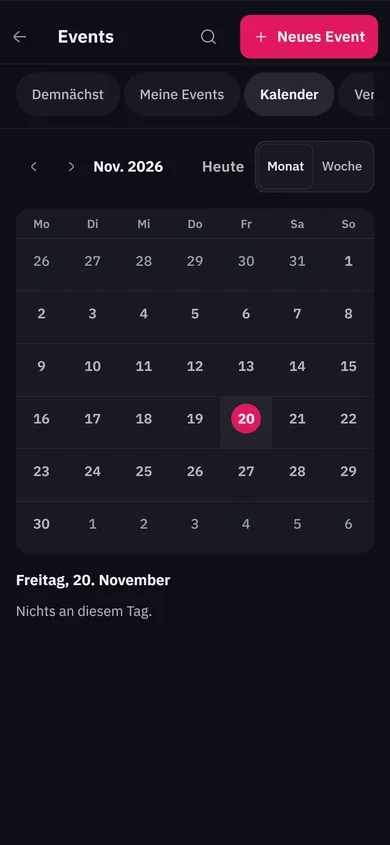 Events
Neues Event
Demnächst Meine Events Kalender Ver
Nov. 2026 Heute Monat Woche
Mo Di Mi Do Fr Sa So
26 27 28 29 30 31 1
2 3 4 5 6 7 8
9 10 11 12 13 14 15
16 17 18 19 20 21 22
23 24 25 26 27 28 29
30 1 2 3 4 5 6
Freitag, 20. November
Nichts an diesem Tag.